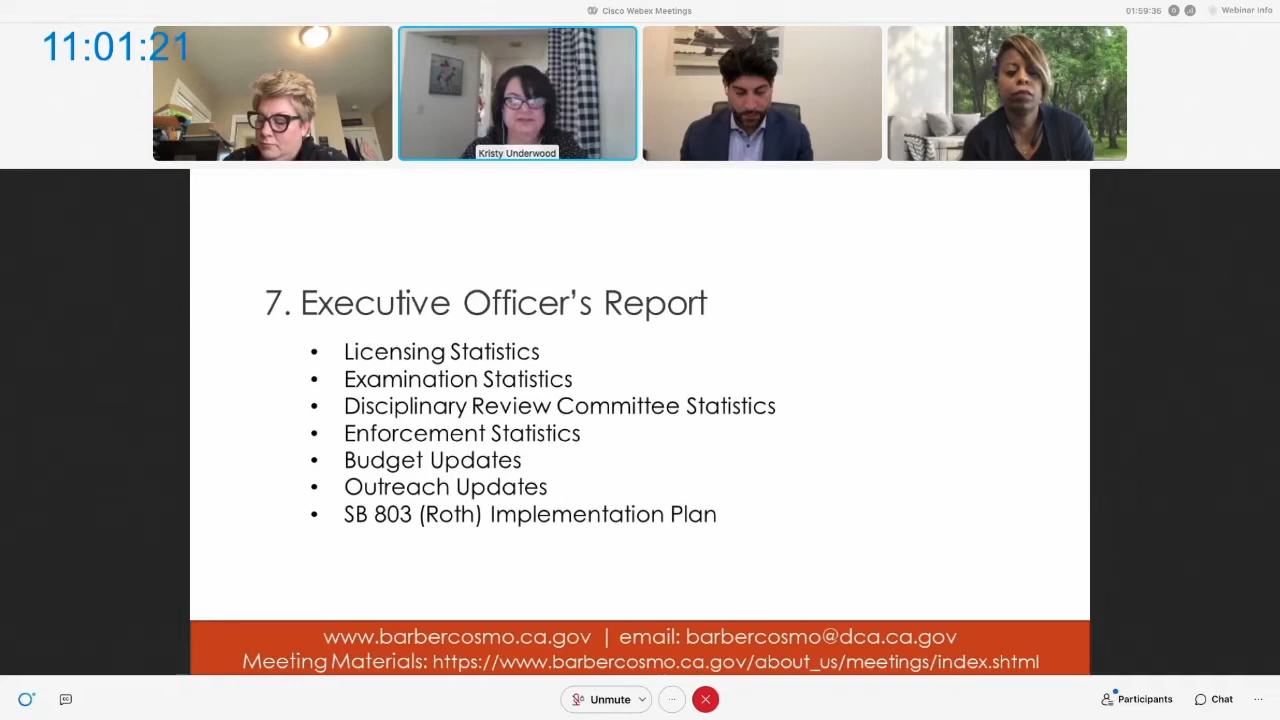 Cisco Webex Meetings
01:59:36
Webinar Info
11:01:21
Kristy Underwood
7. Executive Officer's Report
• Licensing Statistics
• Examination Statistics
• Disciplinary Review Committee Statistics
• Enforcement Statistics
• Budget Updates
• Outreach Updates
• SB 803 (Roth) Implementation Plan
www.barbercosmo.ca.gov | email: barbercosmo@dca.ca.gov
Meeting Materials: https://www.barbercosmo.ca.gov/about_us/meetings/index.shtml
Unmute
Participants
Chat